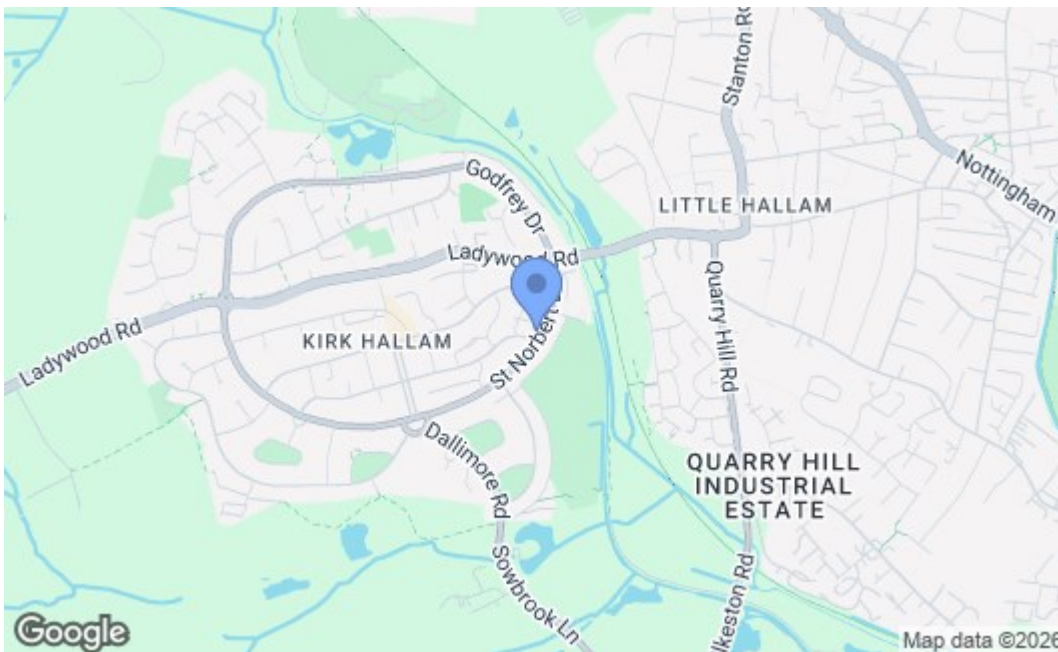 Stanton Rd
Nottingham
Godfrey Dr
LITTLE HALLAM
Ladywood Rd
Quarry Hill Rd
KIRK HALLAM
Ladywood Rd
St Norbert
Dallimore Rd
QUARRY HILL
INDUSTRIAL
ESTATE
Sowbrook Ln
lkeston Rd
Google
Map data ©2026